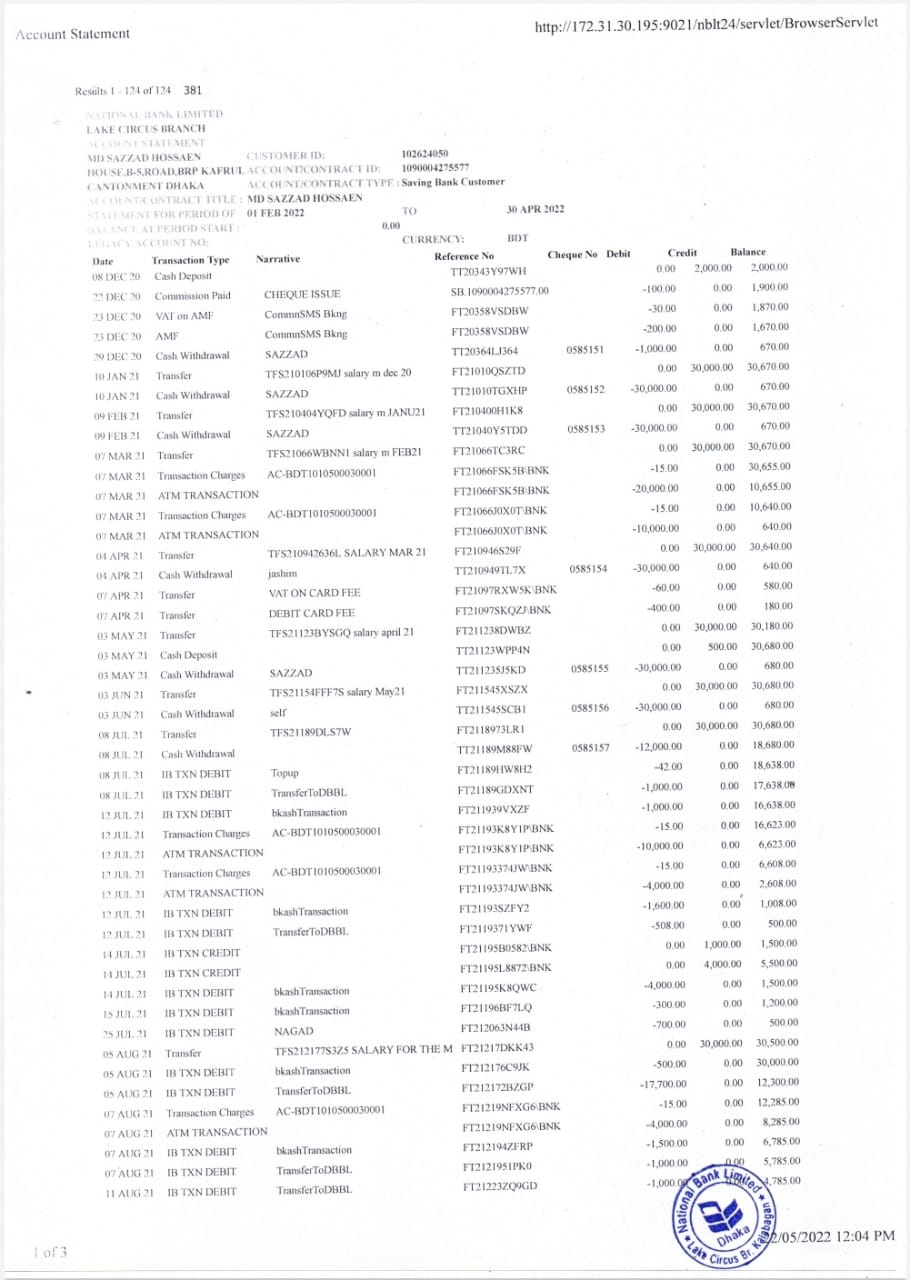 Account Statement
http://172.31.30.195:9021/nblt24/servlet/BrowserServlet
Results 1 - 124 of 124 381
NATIONAL BANK LIMITED
LAKE CIRCUS BRANCH
ACCOUNT STATEMENT
MD SAZZAD HOSSAEN CUSTOMER ID: 102624050
HOUSE,B-5,ROAD,BRP KAFRUL ACCOUNT/CONTRACT ID: 1090004275577
CANTONMENT DHAKA ACCOUNT/CONTRACT TYPE : Saving Bank Customer
ACCOUNT/CONTRACT TITLE : MD SAZZAD HOSSAEN
STATEMENT FOR PERIOD OF 01 FEB 2022 TO 30 APR 2022
BALANCE AT PERIOD START : 0.00
LEGACY ACCOUNT NO: CURRENCY: BDT
Date Transaction Type Narrative Reference No Cheque No Debit Credit Balance
08 DEC 20 Cash Deposit TT20343Y97WH 0.00 2,000.00 2,000.00
22 DEC 20 Commission Paid CHEQUE ISSUE SB.1090004275577.00 -100.00 0.00 1,900.00
23 DEC 20 VAT on AMF CommnSMS Bkng FT20358VSDBW -30.00 0.00 1,870.00
23 DEC 20 AMF CommnSMS Bkng FT20358VSDBW -200.00 0.00 1,670.00
29 DEC 20 Cash Withdrawal SAZZAD TT20364LJ364 0585151 -1,000.00 0.00 670.00
10 JAN 21 Transfer TFS210106P9MJ salary m dec 20 FT21010QSZTD 0.00 30,000.00 30,670.00
10 JAN 21 Cash Withdrawal SAZZAD TT21010TGXHP 0585152 -30,000.00 0.00 670.00
09 FEB 21 Transfer TFS210404YQFD salary m JANU21 FT210400H1K8 0.00 30,000.00 30,670.00
09 FEB 21 Cash Withdrawal SAZZAD TT21040Y5TDD 0585153 -30,000.00 0.00 670.00
07 MAR 21 Transfer TFS21066WBNN1 salary m FEB21 FT21066TC3RC 0.00 30,000.00 30,670.00
07 MAR 21 Transaction Charges AC-BDT1010500030001 FT21066FSK5B\BNK -15.00 0.00 30,655.00
07 MAR 21 ATM TRANSACTION FT21066FSK5B\BNK -20,000.00 0.00 10,655.00
07 MAR 21 Transaction Charges AC-BDT1010500030001 FT21066J0X0T\BNK -15.00 0.00 10,640.00
07 MAR 21 ATM TRANSACTION FT21066J0X0T\BNK -10,000.00 0.00 640.00
04 APR 21 Transfer TFS210942636L SALARY MAR 21 FT210946S29F 0.00 30,000.00 30,640.00
04 APR 21 Cash Withdrawal jashim TT210949TL7X 0585154 -30,000.00 0.00 640.00
07 APR 21 Transfer VAT ON CARD FEE FT21097RXW5K\BNK -60.00 0.00 580.00
07 APR 21 Transfer DEBIT CARD FEE FT21097SKQZJ\BNK -400.00 0.00 180.00
03 MAY 21 Transfer TFS21123BYSGQ salary april 21 FT211238DWBZ 0.00 30,000.00 30,180.00
03 MAY 21 Cash Deposit TT21123WPP4N 0.00 500.00 30,680.00
03 MAY 21 Cash Withdrawal SAZZAD TT211235J5KD 0585155 -30,000.00 0.00 680.00
03 JUN 21 Transfer TFS21154FFF7S salary May21 FT211545XSZX 0.00 30,000.00 30,680.00
03 JUN 21 Cash Withdrawal self TT211545SCB1 0585156 -30,000.00 0.00 680.00
08 JUL 21 Transfer TFS21189DLS7W FT2118973LR1 0.00 30,000.00 30,680.00
08 JUL 21 Cash Withdrawal TT21189M88FW 0585157 -12,000.00 0.00 18,680.00
08 JUL 21 IB TXN DEBIT Topup FT21189HW8H2 -42.00 0.00 18,638.00
08 JUL 21 IB TXN DEBIT TransferToDBBL FT21189GDXNT -1,000.00 0.00 17,638.00
12 JUL 21 IB TXN DEBIT bkashTransaction FT211939VXZF -1,000.00 0.00 16,638.00
12 JUL 21 Transaction Charges AC-BDT1010500030001 FT21193K8Y1P\BNK -15.00 0.00 16,623.00
12 JUL 21 ATM TRANSACTION FT21193K8Y1P\BNK -10,000.00 0.00 6,623.00
12 JUL 21 Transaction Charges AC-BDT1010500030001 FT21193374JW\BNK -15.00 0.00 6,608.00
12 JUL 21 ATM TRANSACTION FT21193374JW\BNK -4,000.00 0.00 2,608.00
12 JUL 21 IB TXN DEBIT bkashTransaction FT21193SZFY2 -1,600.00 0.00 1,008.00
12 JUL 21 IB TXN DEBIT TransferToDBBL FT2119371YWF -508.00 0.00 500.00
14 JUL 21 IB TXN CREDIT FT21195B0582\BNK 0.00 1,000.00 1,500.00
14 JUL 21 IB TXN CREDIT FT21195L8872\BNK 0.00 4,000.00 5,500.00
14 JUL 21 IB TXN DEBIT bkashTransaction FT21195K8QWC -4,000.00 0.00 1,500.00
15 JUL 21 IB TXN DEBIT bkashTransaction FT21196BF7LQ -300.00 0.00 1,200.00
25 JUL 21 IB TXN DEBIT NAGAD FT212063N44B -700.00 0.00 500.00
05 AUG 21 Transfer TFS212177S3Z5 SALARY FOR THE M FT21217DKK43 0.00 30,000.00 30,500.00
05 AUG 21 IB TXN DEBIT bkashTransaction FT212176C9JK -500.00 0.00 30,000.00
05 AUG 21 IB TXN DEBIT TransferToDBBL FT212172BZGP -17,700.00 0.00 12,300.00
07 AUG 21 Transaction Charges AC-BDT1010500030001 FT21219NFXG6\BNK -15.00 0.00 12,285.00
07 AUG 21 ATM TRANSACTION FT21219NFXG6\BNK -4,000.00 0.00 8,285.00
07 AUG 21 IB TXN DEBIT bkashTransaction FT212194ZFRP -1,500.00 0.00 6,785.00
07 AUG 21 IB TXN DEBIT TransferToDBBL FT2121951PK0 -1,000.00 0.00 5,785.00
11 AUG 21 IB TXN DEBIT TransferToDBBL FT21223ZQ9GD -1,000.00 0.00 4,785.00
National Bank Limited
Dhaka
Lake Circus Br. Kalabagan
2/05/2022 12:04 PM
1 of 3